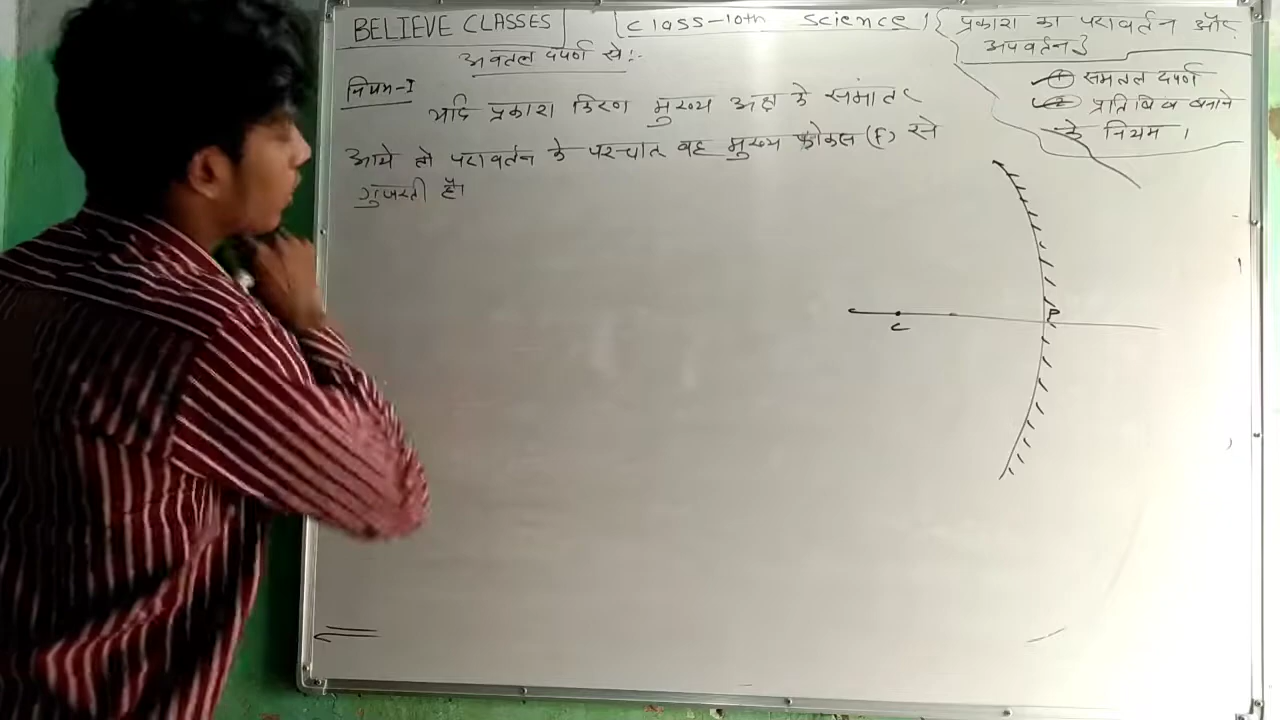 BELIEVE CLASSES
Class-10th Science
प्रकाश का परावर्तन और
अपवर्तन
अवतल दर्पण से:-
① समतल दर्पण
② प्रतिबिंब बनाने
के नियम ।
नियम-I
यदि प्रकाश किरण मुख्य अक्ष के समांतर
आये तो परावर्तन के पश्चात वह मुख्य फोकस (F) से
गुजरती है।
P
C